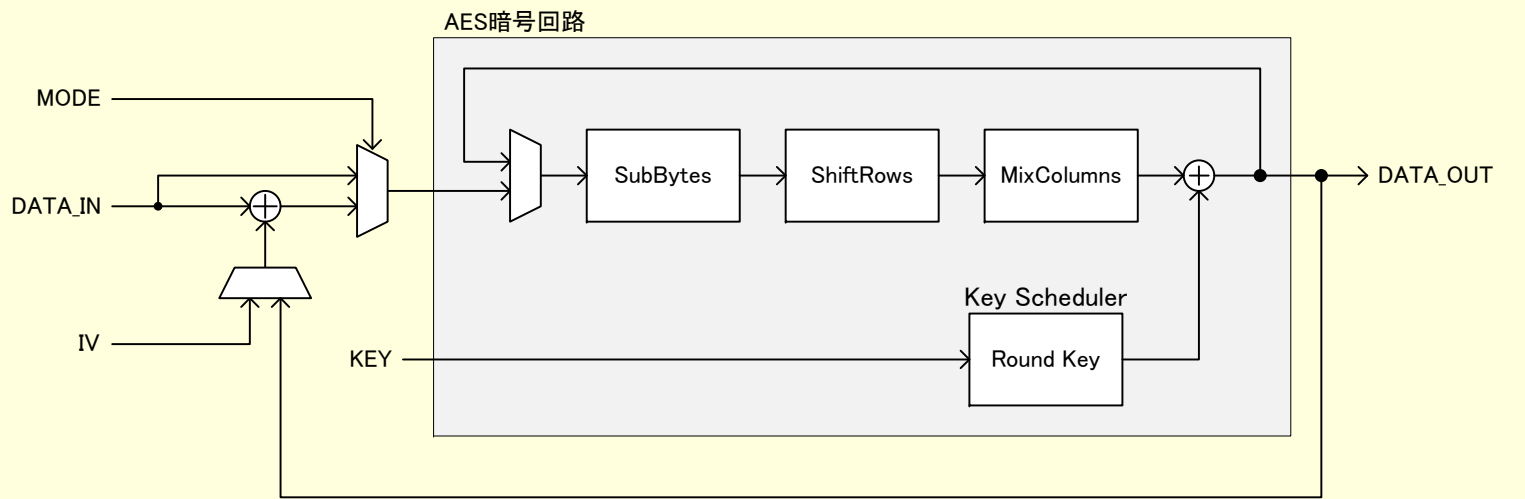 AES暗号回路
MODE
DATA_IN
SubBytes
ShiftRows
MixColumns
DATA_OUT
Key Scheduler
IV
KEY
Round Key